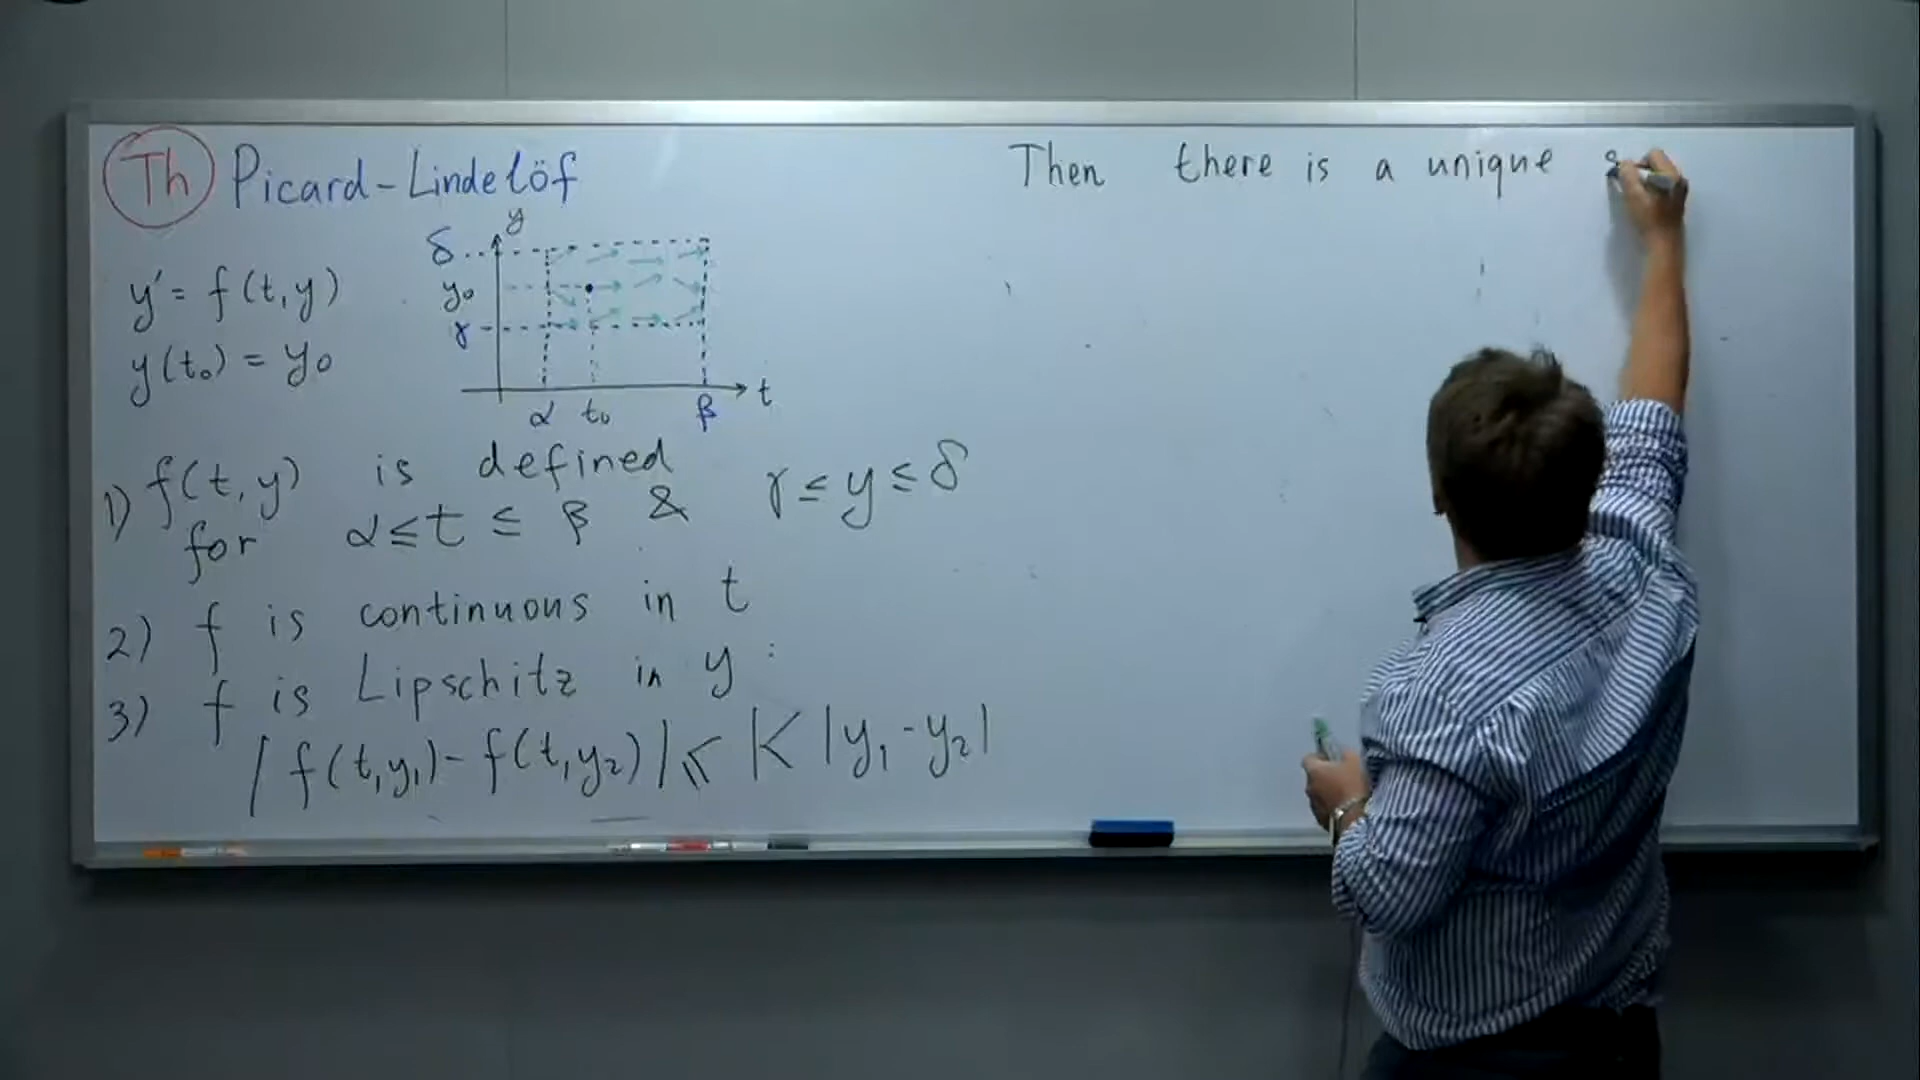 Th Picard-Lindelöf
y' = f(t,y)
y(t₀) = y₀
y
δ
y₀
γ
α t₀ β t
1) f(t,y) is defined
for α ≤ t ≤ β & γ ≤ y ≤ δ
2) f is continuous in t
3) f is Lipschitz in y :
|f(t,y₁) - f(t,y₂)| ≤ K |y₁ - y₂|
Then there is a unique s